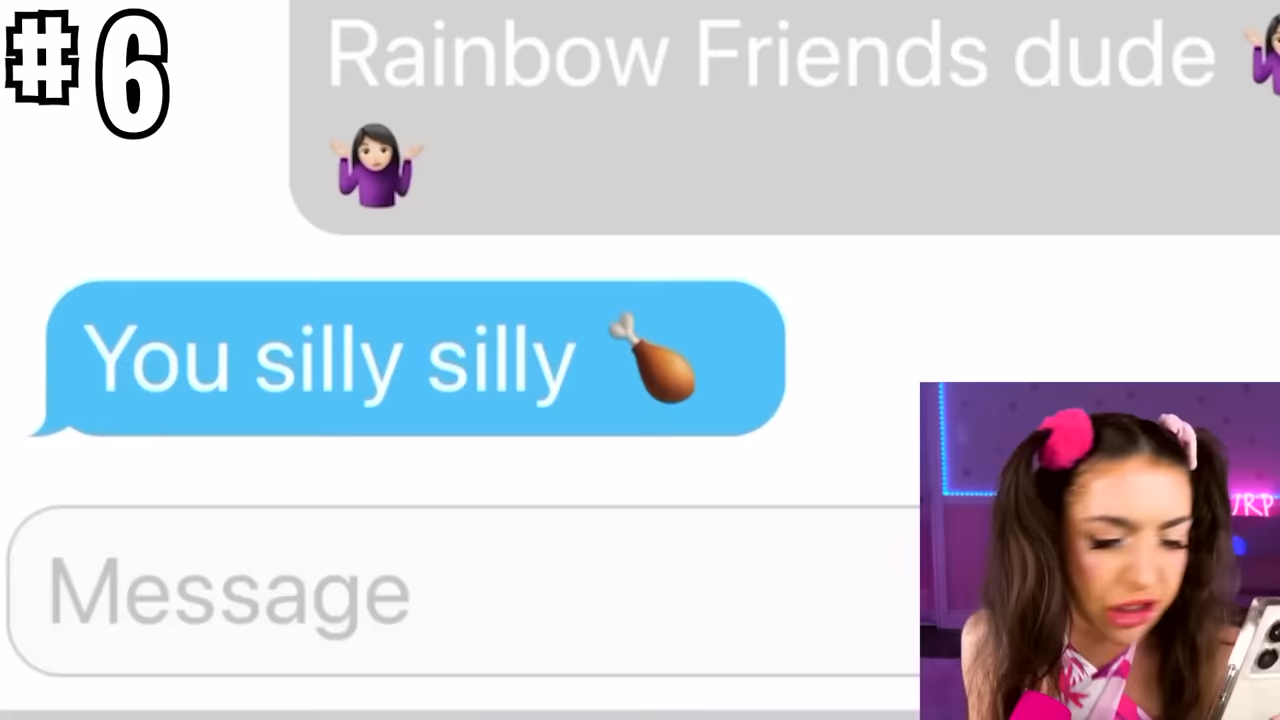 #6
Rainbow Friends dude 🤷🏻‍♀️
🤷🏻‍♀️
You silly silly 🍗
Message